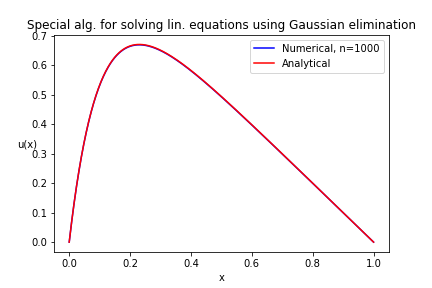 Special alg. for solving lin. equations using Gaussian elimination
0.7
0.6
0.5
0.4
u(x)
0.3
0.2
0.1
0.0
Numerical, n=1000
Analytical
0.0 0.2 0.4 0.6 0.8 1.0
x